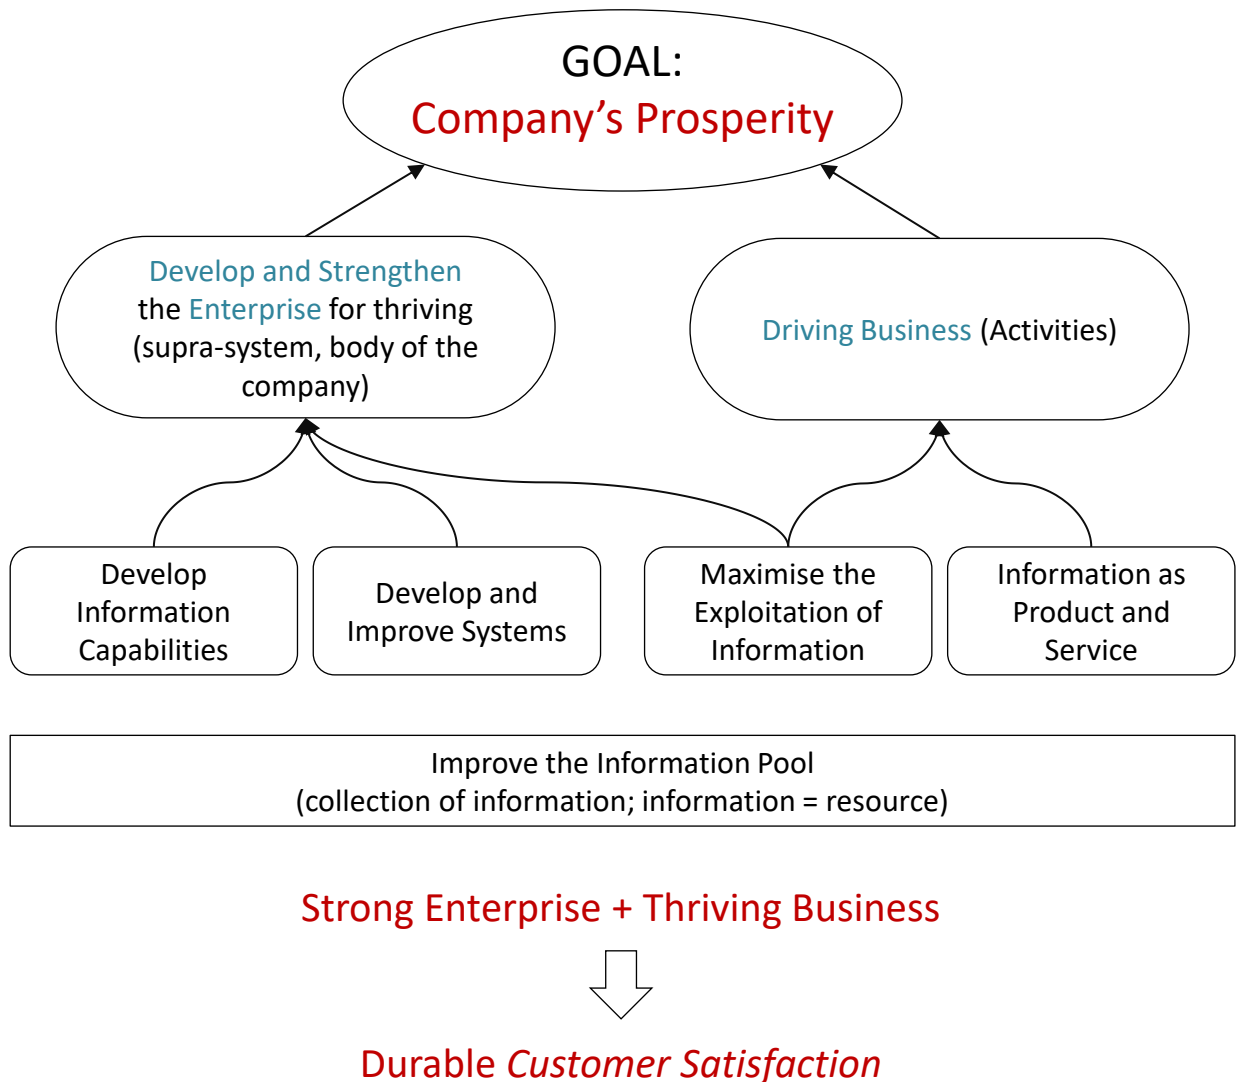 GOAL:
Company’s Prosperity
Develop and Strengthen
the Enterprise for thriving
(supra-system, body of the
company)
Driving Business (Activities)
Develop
Information
Capabilities
Develop and
Improve Systems
Maximise the
Exploitation of
Information
Information as
Product and
Service
Improve the Information Pool
(collection of information; information = resource)
Strong Enterprise + Thriving Business
Durable Customer Satisfaction